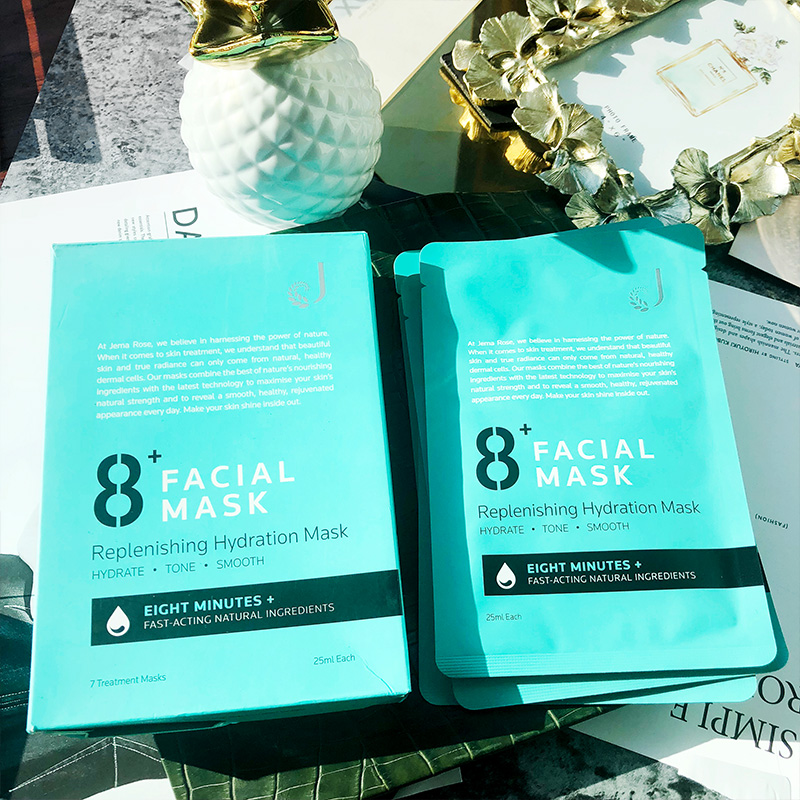 DA
PHOTO FRAME
J
At Jema Rose, we believe in harnessing the power of nature.
When it comes to skin treatment, we understand that beautiful
skin and true radiance can only come from natural, healthy
dermal cells. Our masks combine the best of nature's nourishing
ingredients with the latest technology to maximise your skin's
natural strength and to reveal a smooth, healthy, rejuvenated
appearance every day. Make your skin shine inside out.
8+ FACIAL
MASK
Replenishing Hydration Mask
HYDRATE • TONE • SMOOTH
EIGHT MINUTES +
FAST-ACTING NATURAL INGREDIENTS
25ml Each
7 Treatment Masks
J
At Jema Rose, we believe in harnessing the power of nature.
When it comes to skin treatment, we understand that beautiful
skin and true radiance can only come from natural, healthy
dermal cells. Our masks combine the best of nature's nourishing
ingredients with the latest technology to maximise your skin's
natural strength and to reveal a smooth, healthy, rejuvenated
appearance every day. Make your skin shine inside out.
8+ FACIAL
MASK
Replenishing Hydration Mask
HYDRATE • TONE • SMOOTH
EIGHT MINUTES +
FAST-ACTING NATURAL INGREDIENTS
25ml Each
(FASHION)
SIMPLE